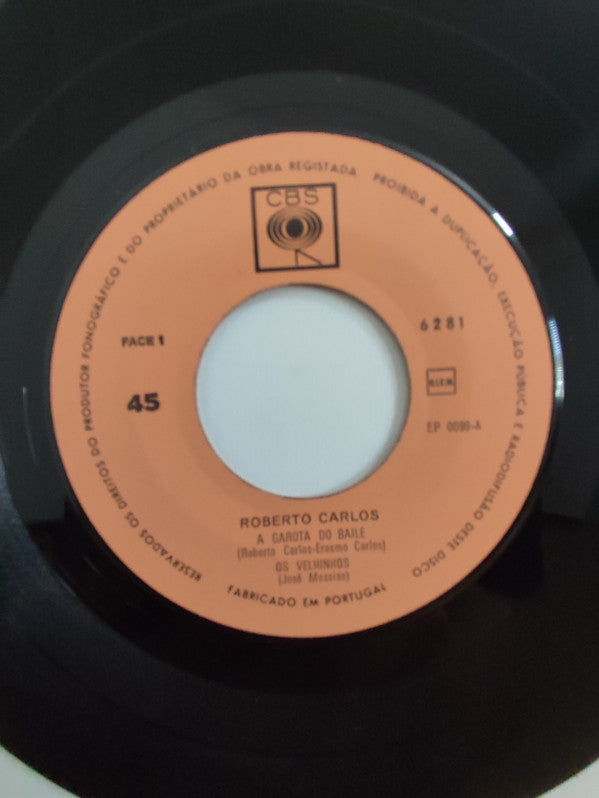 RESERVADOS OS DIREITOS DO PRODUTOR FONOGRÁFICO E DO PROPRIETÁRIO DA OBRA REGISTADA PROIBIDA A DUPLICAÇÃO, EXECUÇÃO PÚBLICA E RADIODIFUSÃO DESTE DISCO
CBS
FACE 1
6281
45
BIEM
EP 0099-A
ROBERTO CARLOS
A GAROTA DO BAILE
(Roberto Carlos-Erasmo Carlos)
OS VELHINHOS
(José Messias)
FABRICADO EM PORTUGAL